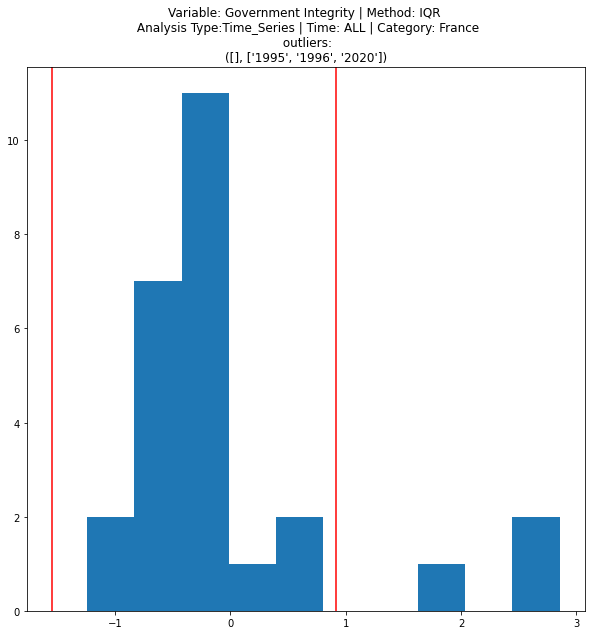 Variable: Government Integrity | Method: IQR
Analysis Type:Time_Series | Time: ALL | Category: France
outliers:
([], ['1995', '1996', '2020'])
10
8
6
4
2
0
−1
0
1
2
3